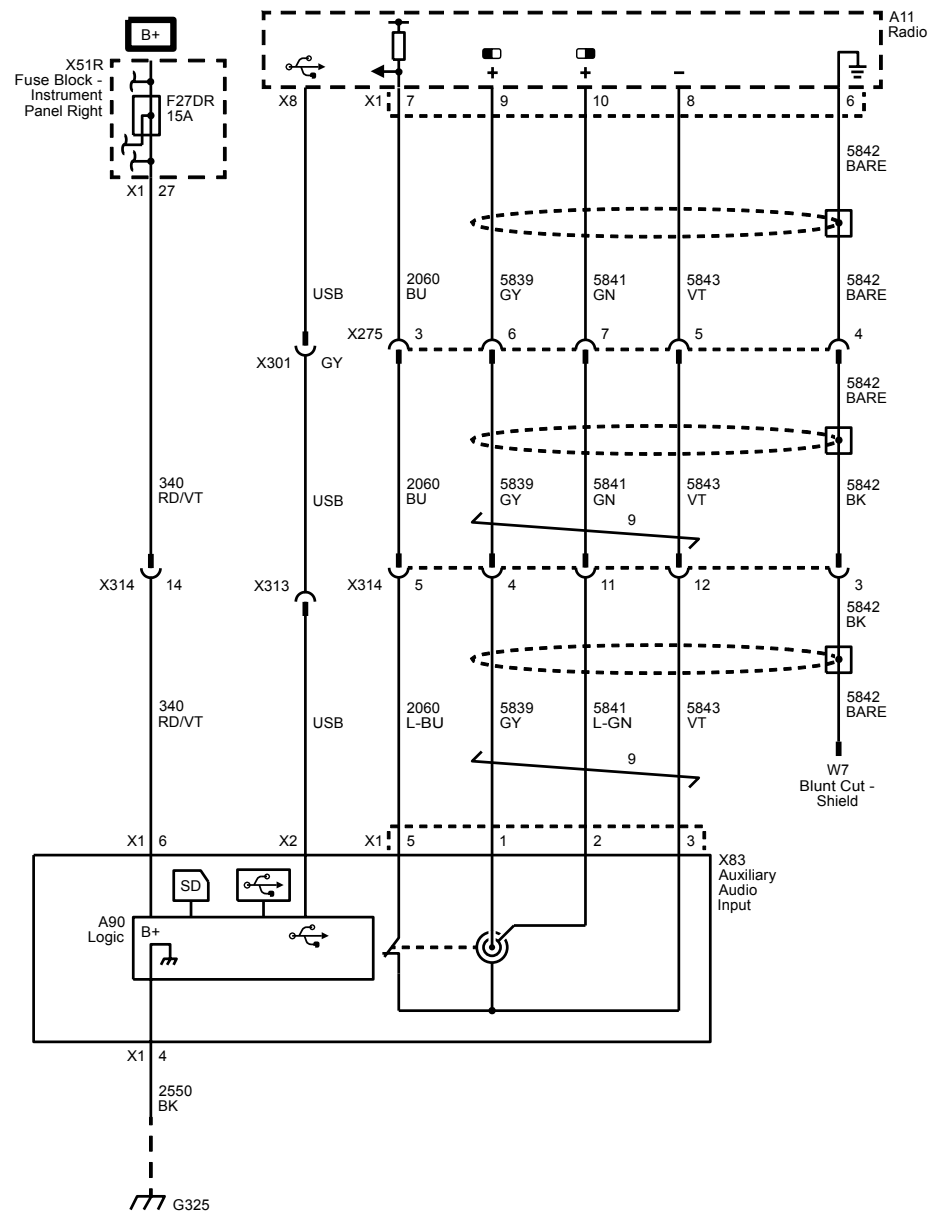 A11
Radio
B+
X51R
Fuse Block -
Instrument
Panel Right
F27DR
15A
+
+
-
X8
X1
7
9
10
8
6
5842
BARE
X1
27
USB
2060
BU
5839
GY
5841
GN
5843
VT
5842
BARE
X275
3
6
7
5
4
X301
GY
5842
BARE
340
RD/VT
USB
2060
BU
5839
GY
5841
GN
5843
VT
5842
BK
9
X314
14
X313
X314
5
4
11
12
3
5842
BK
340
RD/VT
USB
2060
L-BU
5839
GY
5841
L-GN
5843
VT
5842
BARE
9
W7
Blunt Cut -
Shield
X1
6
X2
X1
5
1
2
3
X83
Auxiliary
Audio
Input
SD
A90
Logic
B+
X1
4
2550
BK
G325